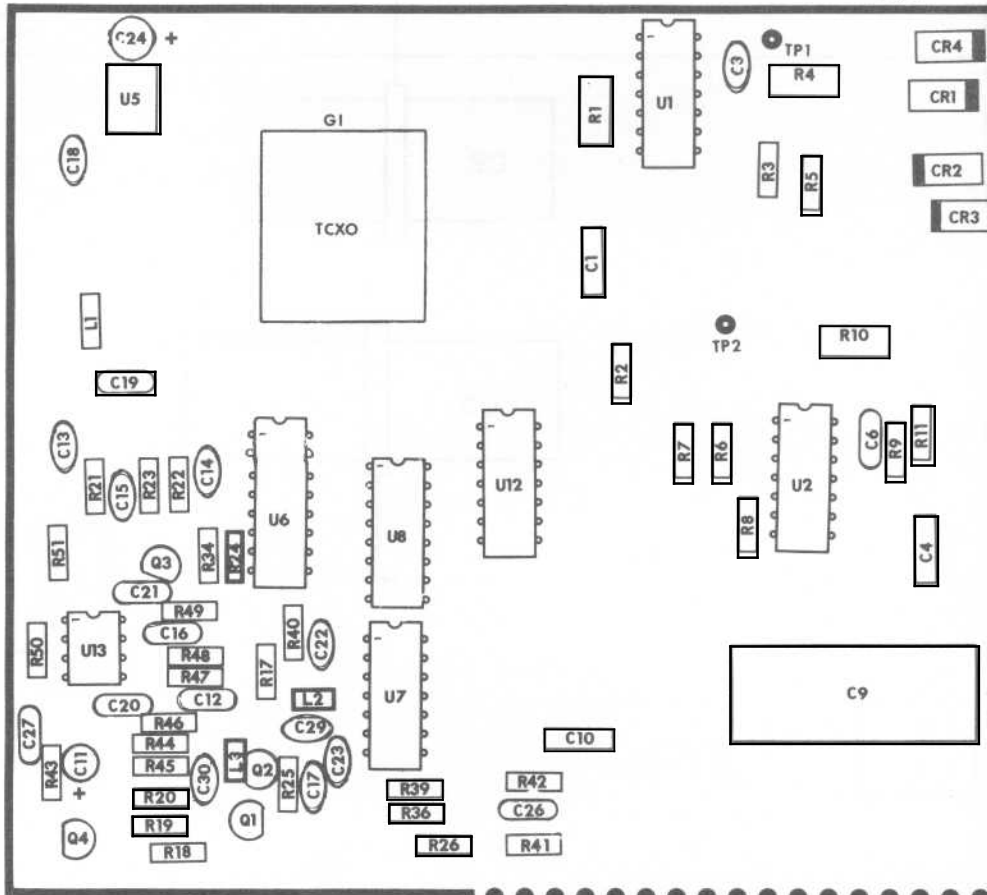 C24 +
U5
C18
G1
TCXO
L1
C19
R1
U1
C3
TP1
R4
CR4
CR1
R3
R5
CR2
CR3
C1
TP2
R10
R2
C13
R21
C15
R23
R22
C14
U6
U8
U12
R7
R6
U2
C6
R9
R11
R8
C4
R51
Q3
R34
R24
C21
R49
C16
R50
U13
R48
R47
R40
C22
R17
C20
C12
L2
U7
C9
C27
R46
C29
C10
R44
R43
C11
+
R45
C30
L3
Q2
R25
C17
C23
R39
R42
R20
R36
C26
Q4
R19
Q1
R18
R26
R41